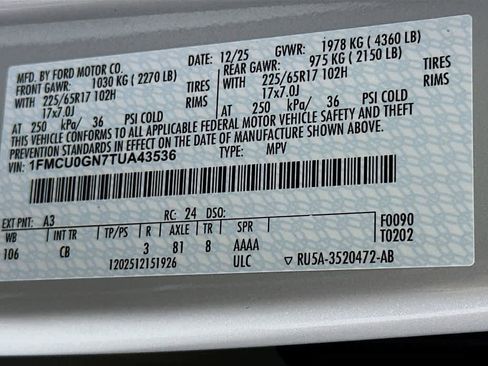 MFD. BY FORD MOTOR CO. DATE: 12/25 GVWR: 1978 KG ( 4360 LB)
FRONT GAWR: 1030 KG ( 2270 LB) REAR GAWR: 975 KG ( 2150 LB)
WITH 225/65R17 102H TIRES WITH 225/65R17 102H TIRES
17x7.0J RIMS 17x7.0J RIMS
AT 250 kPa/ 36 PSI COLD AT 250 kPa/ 36 PSI COLD
THIS VEHICLE CONFORMS TO ALL APPLICABLE FEDERAL MOTOR VEHICLE SAFETY AND THEFT
PREVENTION STANDARDS IN EFFECT ON THE DATE OF MANUFACTURE SHOWN ABOVE.
VIN: 1FMCU0GN7TUA43536 TYPE: MPV
EXT PNT: A3 RC: 24 DSO:
WB INT TR TP/PS R AXLE TR SPR F0090
106 CB 3 81 8 AAAA T0202
1202512151926 ULC ▽ RU5A-3520472-AB